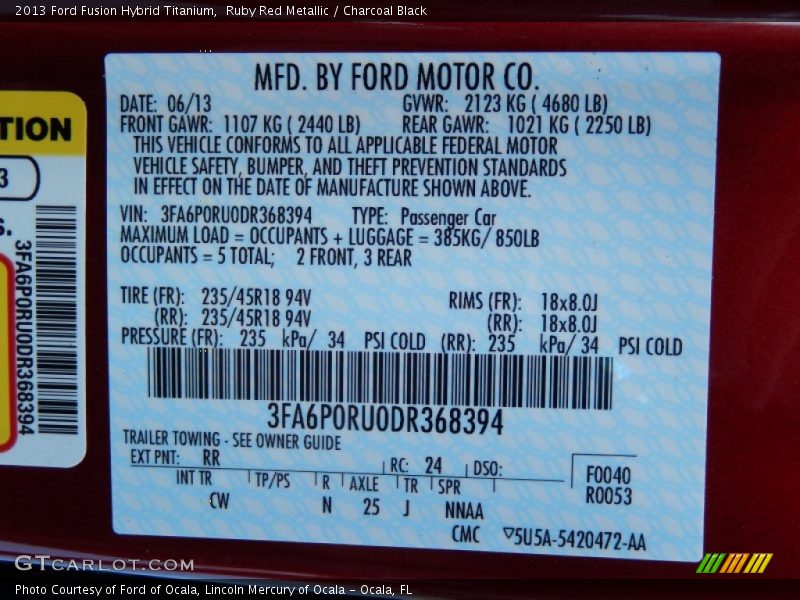 2013 Ford Fusion Hybrid Titanium,  Ruby Red Metallic / Charcoal Black
MFD. BY FORD MOTOR CO.
DATE: 06/13 GVWR: 2123 KG ( 4680 LB)
FRONT GAWR: 1107 KG ( 2440 LB) REAR GAWR: 1021 KG ( 2250 LB)
THIS VEHICLE CONFORMS TO ALL APPLICABLE FEDERAL MOTOR
VEHICLE SAFETY, BUMPER, AND THEFT PREVENTION STANDARDS
IN EFFECT ON THE DATE OF MANUFACTURE SHOWN ABOVE.
VIN: 3FA6P0RU0DR368394 TYPE: Passenger Car
MAXIMUM LOAD = OCCUPANTS + LUGGAGE = 385KG/ 850LB
OCCUPANTS = 5 TOTAL; 2 FRONT, 3 REAR
TIRE (FR): 235/45R18 94V RIMS (FR): 18x8.0J
(RR): 235/45R18 94V (RR): 18x8.0J
PRESSURE (FR): 235 kPa/ 34 PSI COLD (RR): 235 kPa/ 34 PSI COLD
3FA6P0RU0DR368394
TRAILER TOWING - SEE OWNER GUIDE
EXT PNT: RR RC: 24 DSO: F0040
INT TR TP/PS R AXLE TR SPR R0053
CW N 25 J NNAA
CMC 5U5A-5420472-AA
TION
3
S.
3FA6P0RU0DR368394
GTCARLOT.COM
Photo Courtesy of Ford of Ocala, Lincoln Mercury of Ocala - Ocala, FL